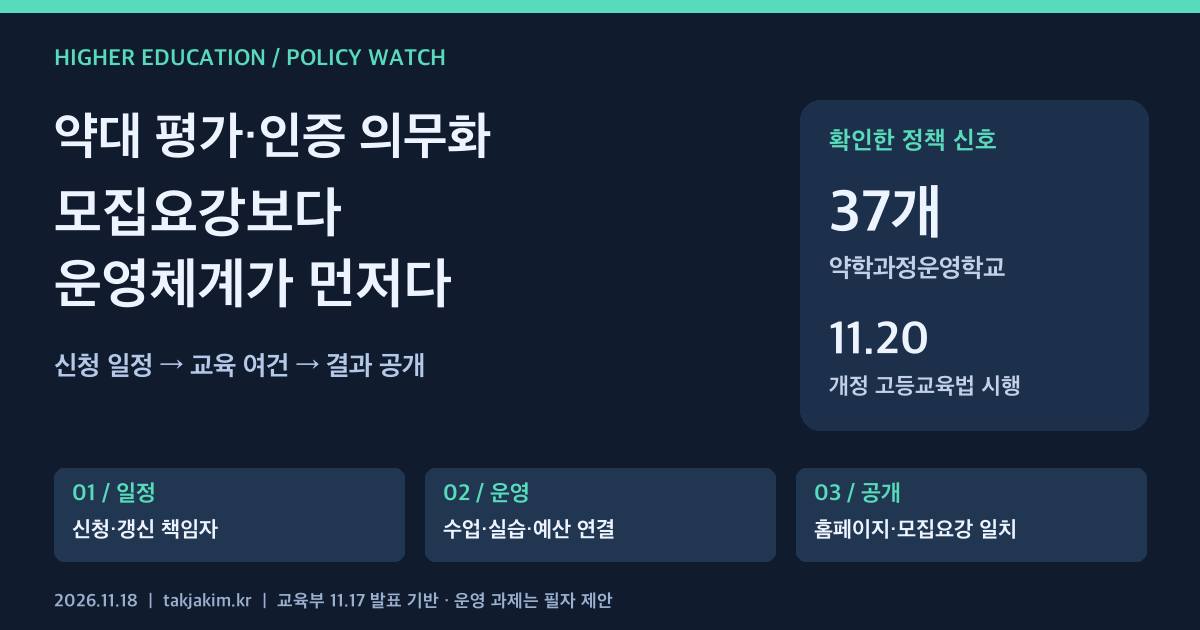 HIGHER EDUCATION / POLICY WATCH
약대 평가·인증 의무화
모집요강보다
운영체계가 먼저다
신청 일정 → 교육 여건 → 결과 공개
확인한 정책 신호
37개
약학과정운영학교
11.20
개정 고등교육법 시행
01 / 일정
신청·갱신 책임자
02 / 운영
수업·실습·예산 연결
03 / 공개
홈페이지·모집요강 일치
2026.11.18 | takjakim.kr | 교육부 11.17 발표 기반 · 운영 과제는 필자 제안